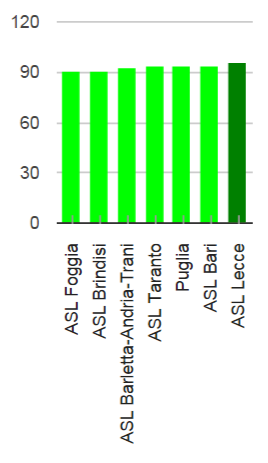 120
90
60
30
0
ASL Foggia
ASL Brindisi
ASL Barletta-Andria-Trani
ASL Taranto
Puglia
ASL Bari
ASL Lecce